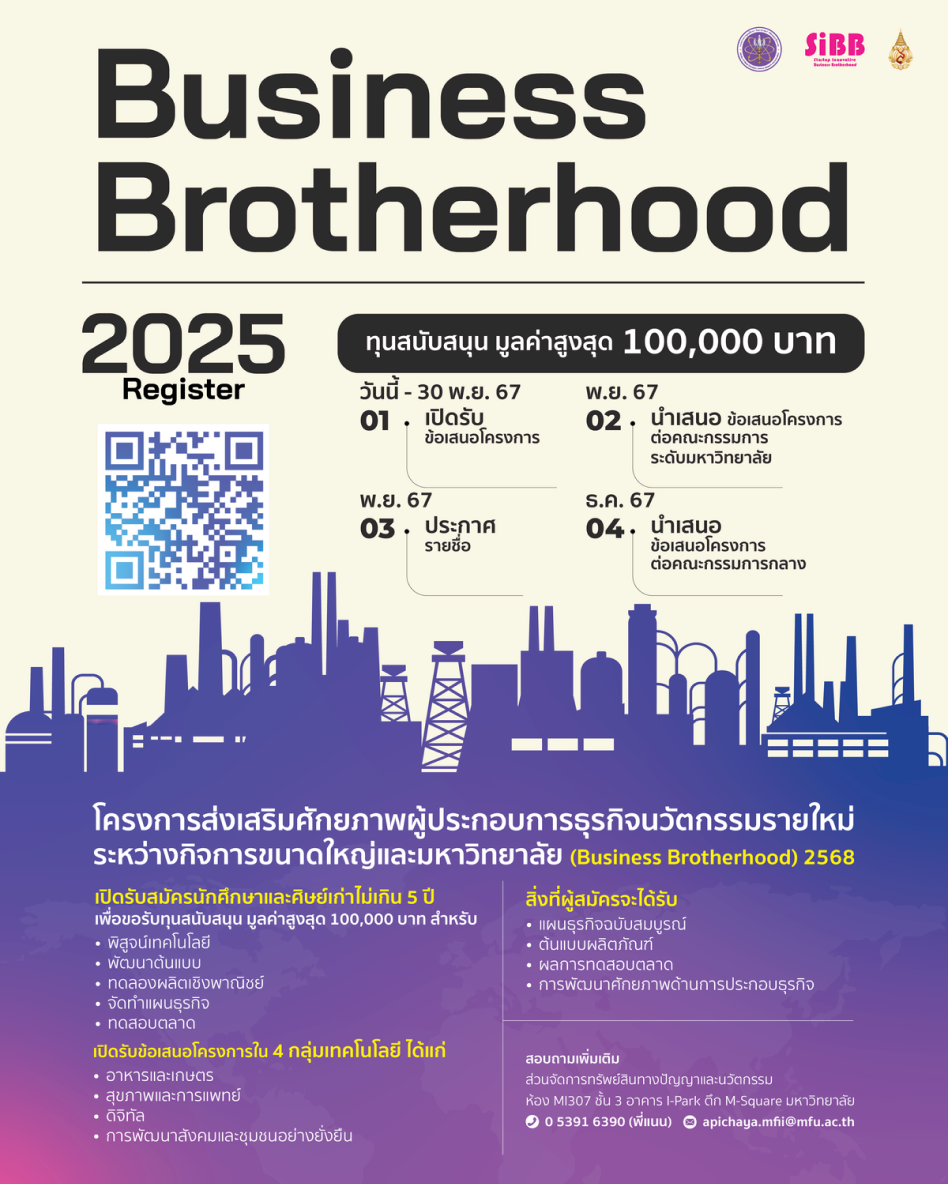 SiBB
Startup Innovative
Business Brotherhood
Business
Brotherhood
2025
Register
ทุนสนับสนุน มูลค่าสูงสุด 100,000 บาท
วันนี้ - 30 พ.ย. 67
01 เปิดรับ
ข้อเสนอโครงการ
พ.ย. 67
02 นำเสนอ ข้อเสนอโครงการ
ต่อคณะกรรมการ
ระดับมหาวิทยาลัย
พ.ย. 67
03 ประกาศ
รายชื่อ
ธ.ค. 67
04 นำเสนอ
ข้อเสนอโครงการ
ต่อคณะกรรมการกลาง
โครงการส่งเสริมศักยภาพผู้ประกอบการธุรกิจนวัตกรรมรายใหม่
ระหว่างกิจการขนาดใหญ่และมหาวิทยาลัย (Business Brotherhood) 2568
เปิดรับสมัครนักศึกษาและศิษย์เก่าไม่เกิน 5 ปี
เพื่อขอรับทุนสนับสนุน มูลค่าสูงสุด 100,000 บาท สำหรับ
• พิสูจน์เทคโนโลยี
• พัฒนาต้นแบบ
• ทดลองผลิตเชิงพาณิชย์
• จัดทำแผนธุรกิจ
• ทดสอบตลาด
เปิดรับข้อเสนอโครงการใน 4 กลุ่มเทคโนโลยี ได้แก่
• อาหารและเกษตร
• สุขภาพและการแพทย์
• ดิจิทัล
• การพัฒนาสังคมและชุมชนอย่างยั่งยืน
สิ่งที่ผู้สมัครจะได้รับ
• แผนธุรกิจฉบับสมบูรณ์
• ต้นแบบผลิตภัณฑ์
• ผลการทดสอบตลาด
• การพัฒนาศักยภาพด้านการประกอบธุรกิจ
สอบถามเพิ่มเติม
ส่วนจัดการทรัพย์สินทางปัญญาและนวัตกรรม
ห้อง MI307 ชั้น 3 อาคาร I-Park ตึก M-Square มหาวิทยาลัย
0 5391 6390 (พี่แนน) apichaya.mfii@mfu.ac.th